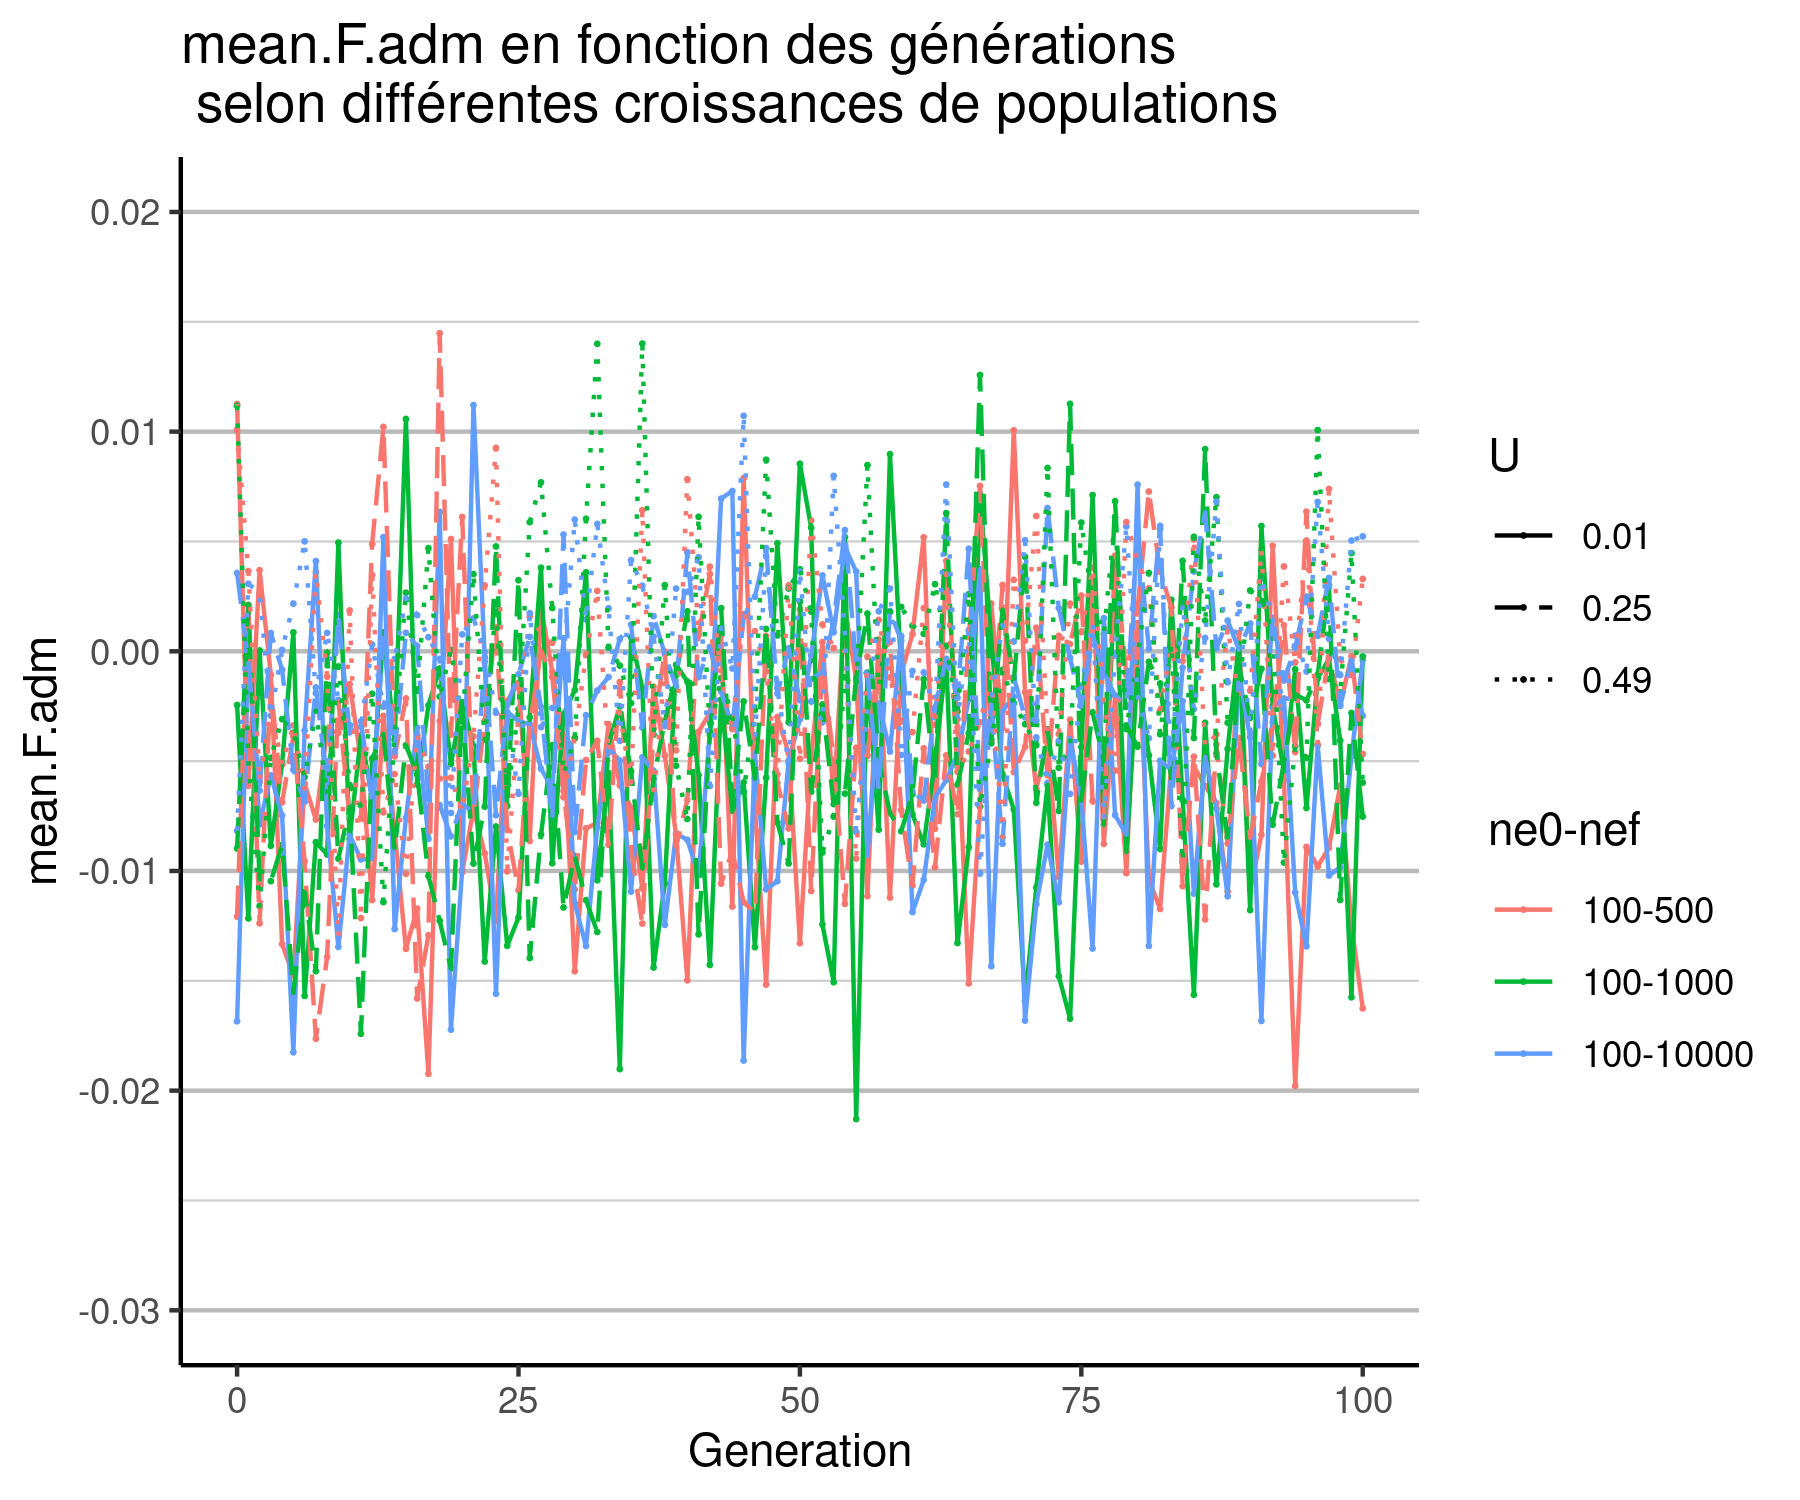 mean.F.adm en fonction des générations
selon différentes croissances de populations
mean.F.adm
0.02
0.01
0.00
-0.01
-0.02
-0.03
0
25
50
75
100
Generation
U
0.01
0.25
0.49
ne0-nef
100-500
100-1000
100-10000